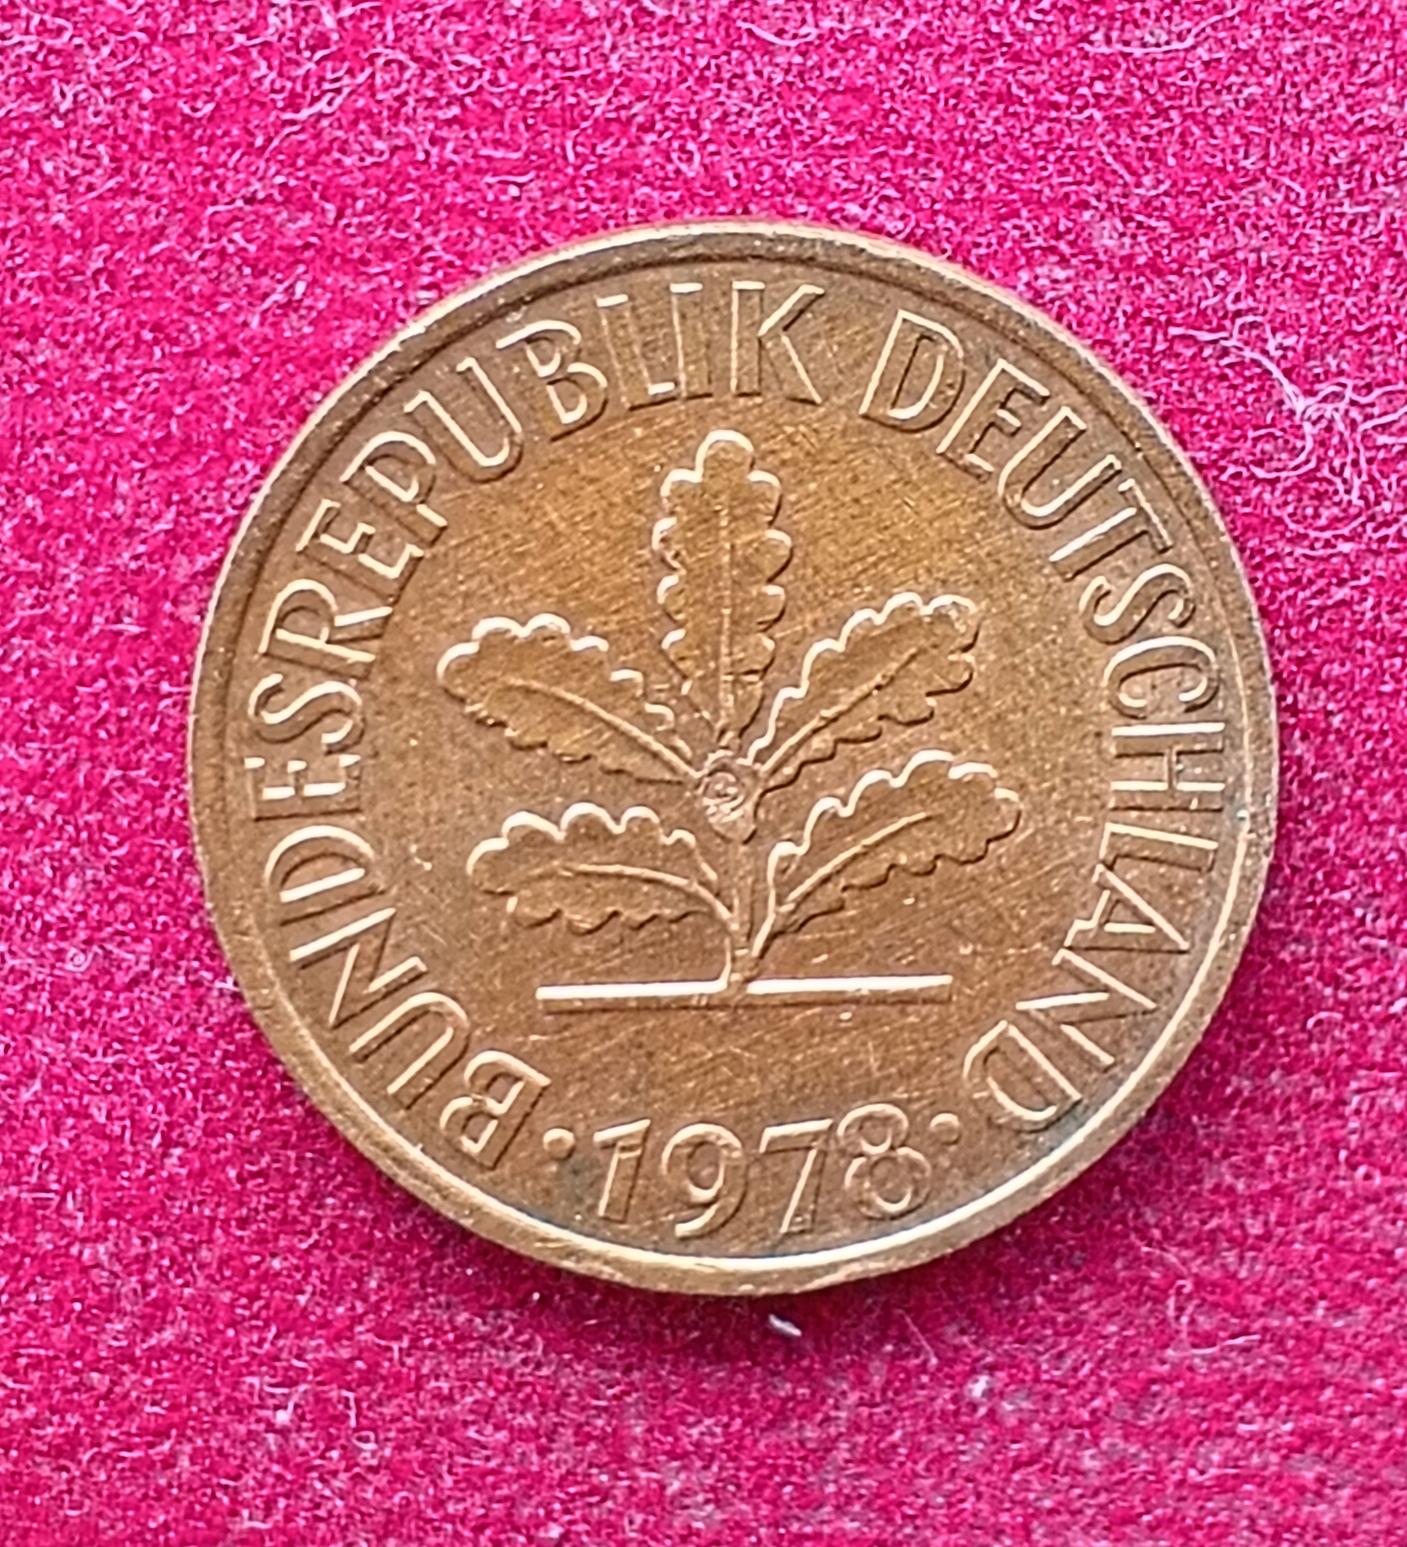 BUNDESREPUBLIK DEUTSCHLAND
· 1978 ·